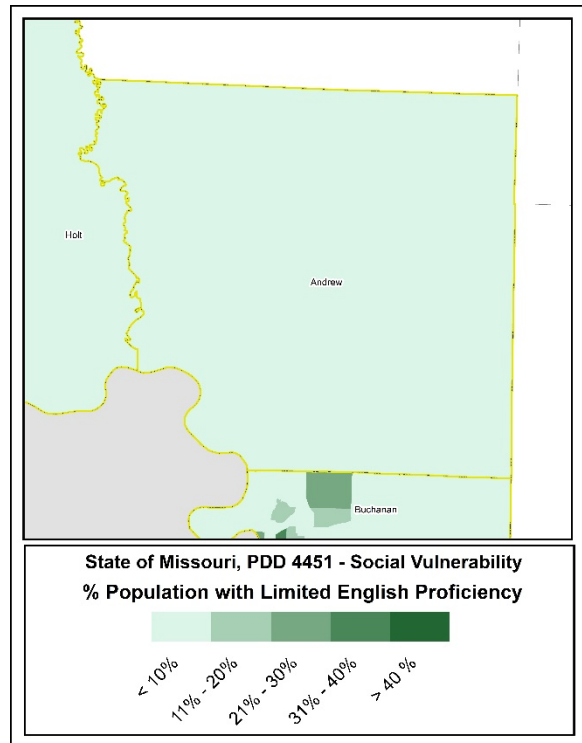 Holt
Andrew
Buchanan
State of Missouri, PDD 4451 - Social Vulnerability
% Population with Limited English Proficiency
< 10%
11% - 20%
21% - 30%
31% - 40%
> 40 %